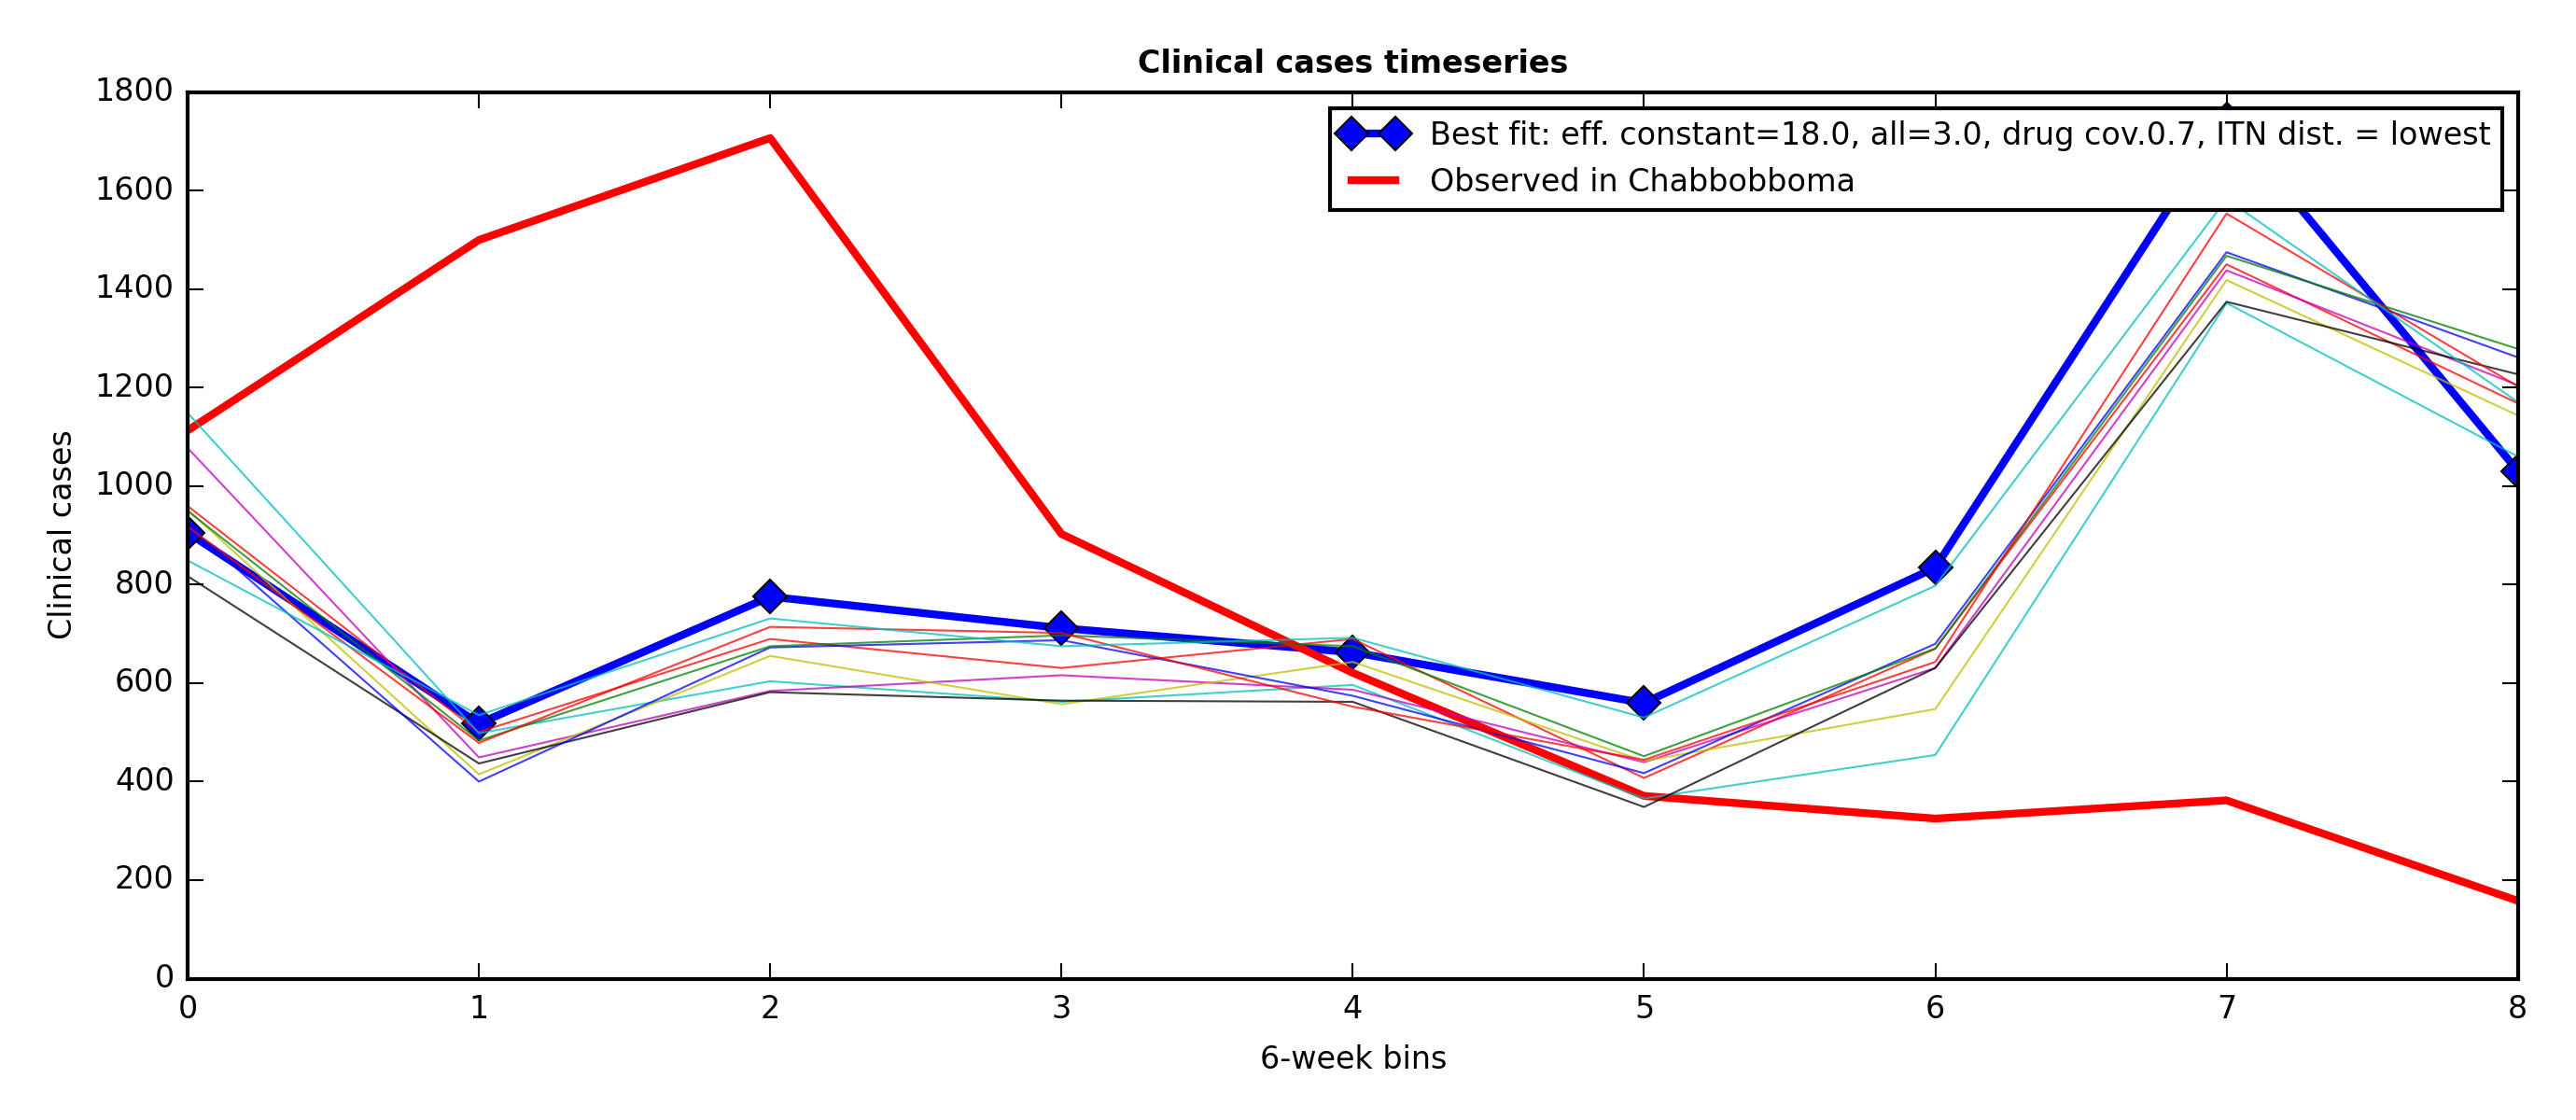 Clinical cases timeseries
1800
1600
1400
1200
1000
800
600
400
200
0
Clinical cases
Best fit: eff. constant=18.0, all=3.0, drug cov.0.7, ITN dist. = lowest
Observed in Chabbobboma
0 1 2 3 4 5 6 7 8
6-week bins